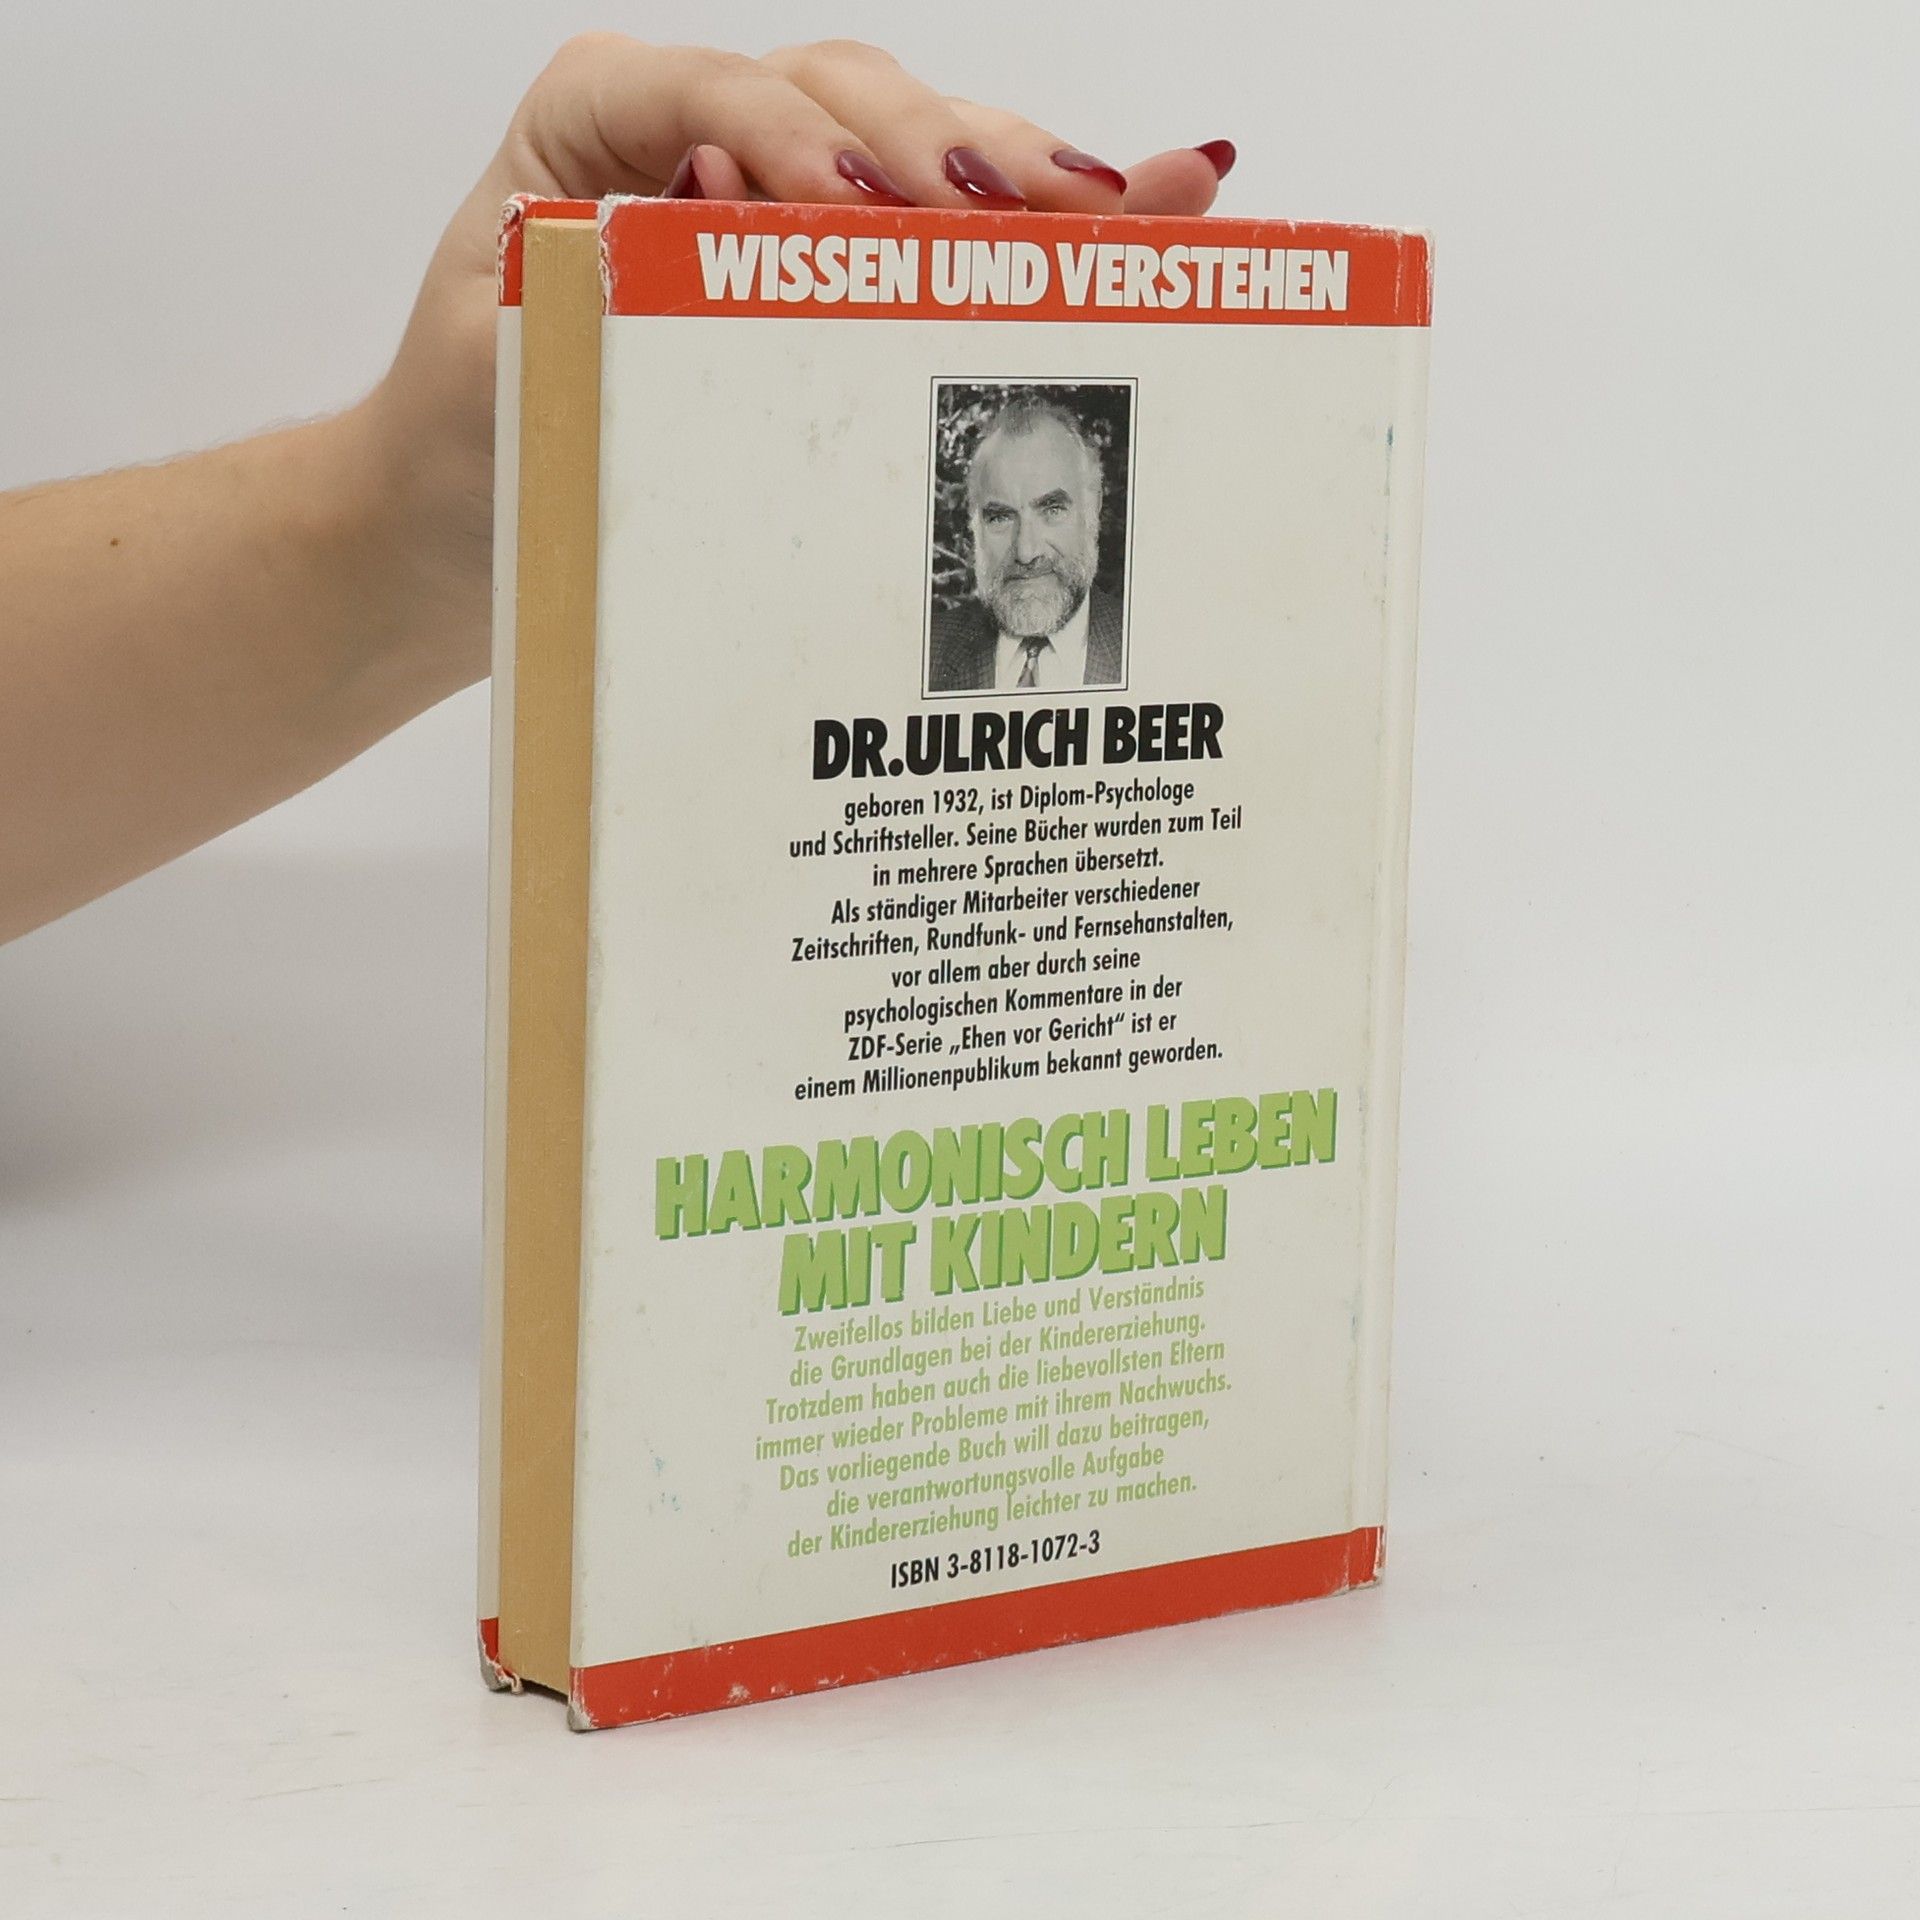 WISSEN UND VERSTEHEN
DR.ULRICH BEER
geboren 1932, ist Diplom-Psychologe
und Schriftsteller. Seine Bücher wurden zum Teil
in mehrere Sprachen übersetzt.
Als ständiger Mitarbeiter verschiedener
Zeitschriften, Rundfunk- und Fernsehanstalten,
vor allem aber durch seine
psychologischen Kommentare in der
ZDF-Serie „Ehen vor Gericht“ ist er
einem Millionenpublikum bekannt geworden.
HARMONISCH LEBEN
MIT KINDERN
Zweifellos bilden Liebe und Verständnis
die Grundlagen bei der Kindererziehung.
Trotzdem haben auch die liebevollsten Eltern
immer wieder Probleme mit ihrem Nachwuchs.
Das vorliegende Buch will dazu beitragen,
die verantwortungsvolle Aufgabe
der Kindererziehung leichter zu machen.
ISBN 3-8118-1072-3